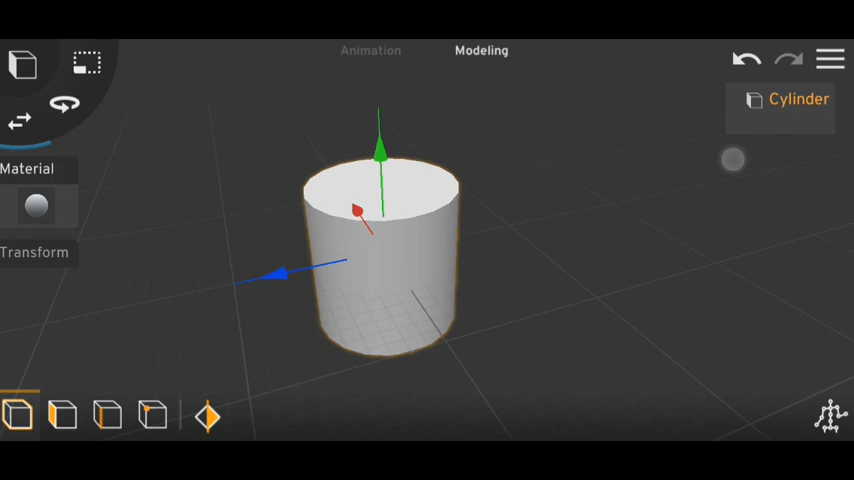 Animation
Modeling
Cylinder
Material
Transform